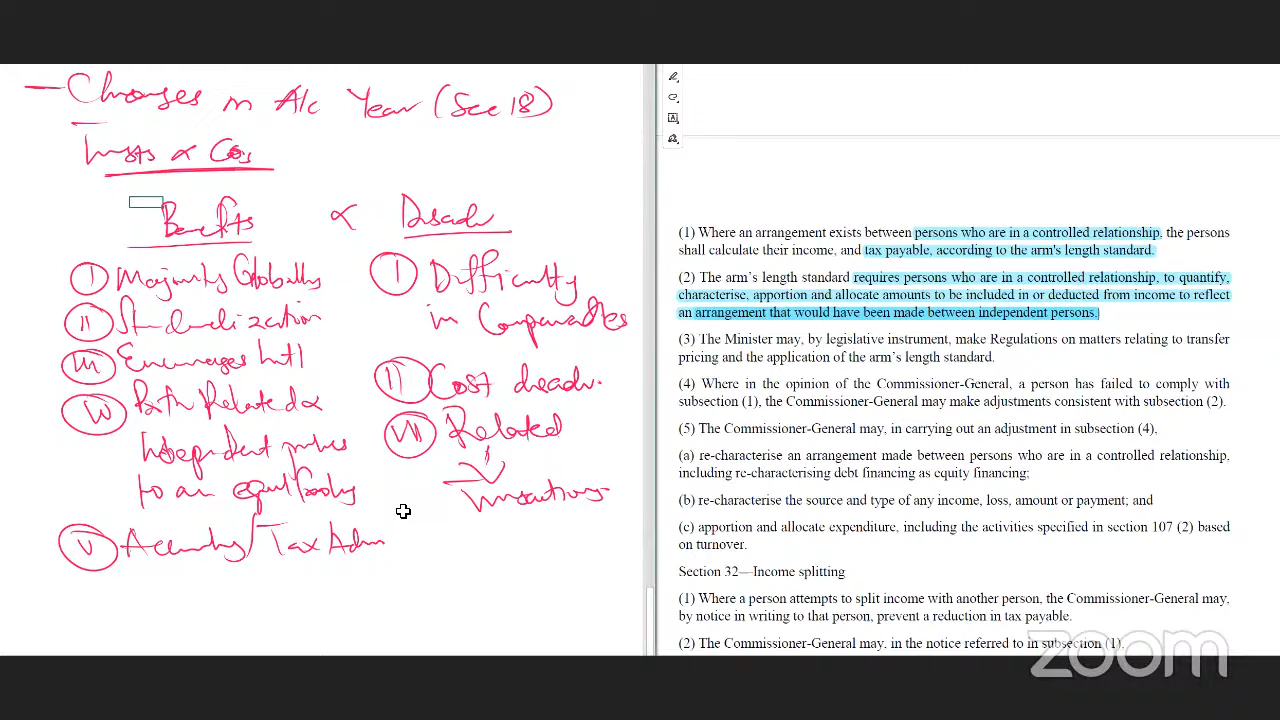 — Changes in A/c Year (Sec 18)
Benefits & Disadv
I Majority Globally
II Standardization
III Encourages Int'l
IV Both Related &
Independent parties
to an equal footing
V Accounting/Tax Adm
I Difficulty
in Comparables
II Cost disadv.
III Related
↓
(1) Where an arrangement exists between persons who are in a controlled relationship, the persons
shall calculate their income, and tax payable, according to the arm's length standard.
(2) The arm's length standard requires persons who are in a controlled relationship, to quantify,
characterise, apportion and allocate amounts to be included in or deducted from income to reflect
an arrangement that would have been made between independent persons.
(3) The Minister may, by legislative instrument, make Regulations on matters relating to transfer
pricing and the application of the arm's length standard.
(4) Where in the opinion of the Commissioner-General, a person has failed to comply with
subsection (1), the Commissioner-General may make adjustments consistent with subsection (2).
(5) The Commissioner-General may, in carrying out an adjustment in subsection (4),
(a) re-characterise an arrangement made between persons who are in a controlled relationship,
including re-characterising debt financing as equity financing;
(b) re-characterise the source and type of any income, loss, amount or payment; and
(c) apportion and allocate expenditure, including the activities specified in section 107 (2) based
on turnover.
Section 32—Income splitting
(1) Where a person attempts to split income with another person, the Commissioner-General may,
by notice in writing to that person, prevent a reduction in tax payable.
(2) The Commissioner-General may, in the notice referred to in subsection (1),
zoom